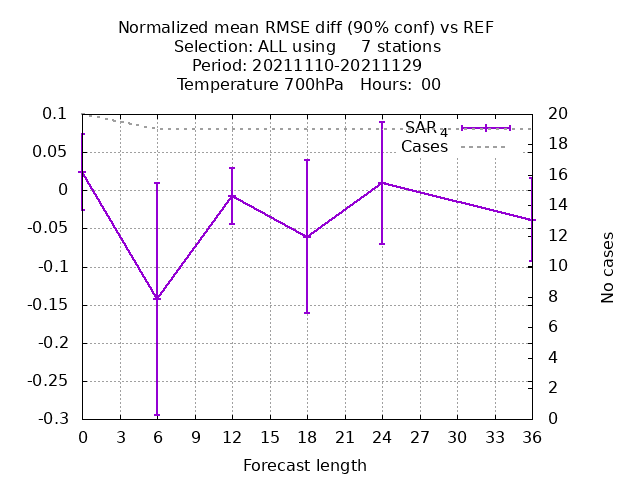 Normalized mean RMSE diff (90% conf) vs REF
Selection: ALL using     7 stations
Period: 20211110-20211129
Temperature 700hPa   Hours:  00
SAR_4
Cases
0.1
0.05
0
-0.05
-0.1
-0.15
-0.2
-0.25
-0.3
20
18
16
14
12
10
8
6
4
2
0
No cases
0 3 6 9 12 15 18 21 24 27 30 33 36
Forecast length